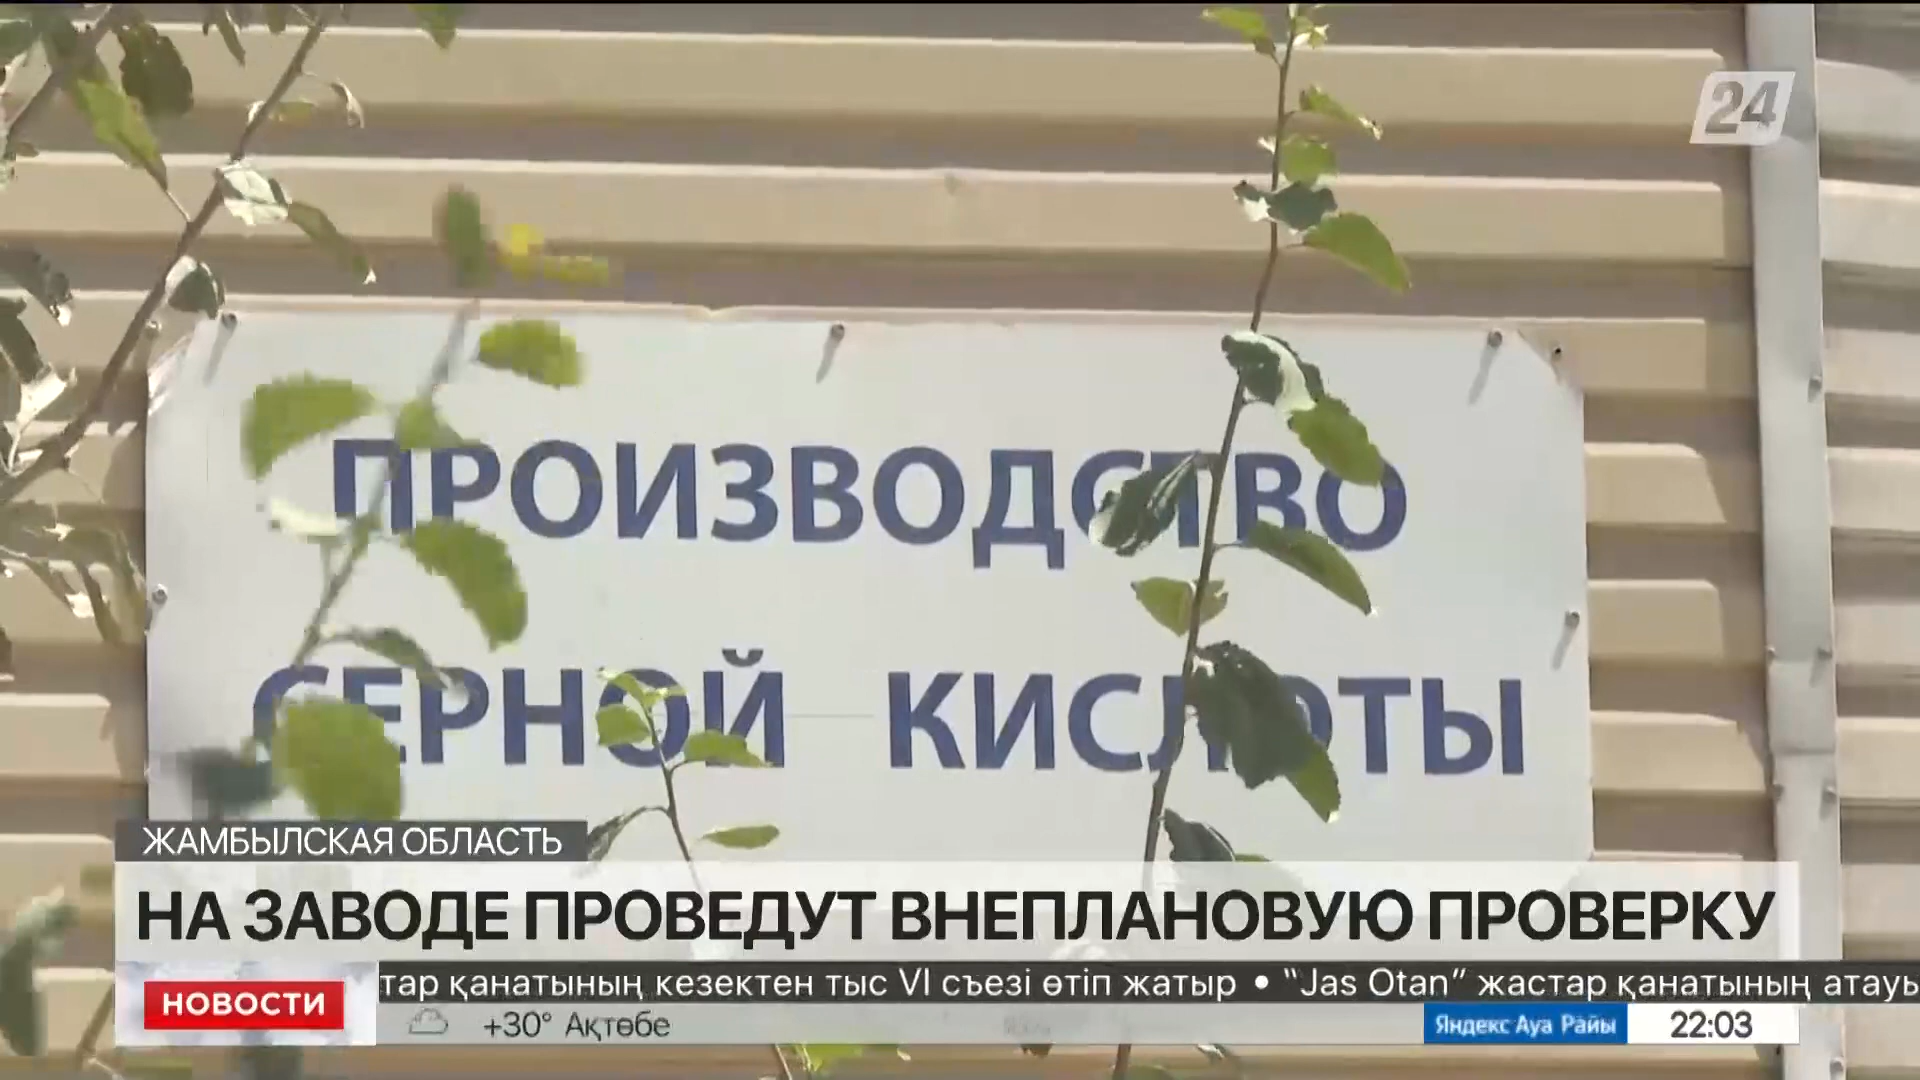 24
ПРОИЗВОДСТВО
СЕРНОЙ КИСЛОТЫ
ЖАМБЫЛСКАЯ ОБЛАСТЬ
НА ЗАВОДЕ ПРОВЕДУТ ВНЕПЛАНОВУЮ ПРОВЕРКУ
НОВОСТИ
тар қанатының кезектен тыс VI съезі өтіп жатыр • "Jas Otan” жастар қанатының атауы
+30° Ақтөбе
Яндекс Ауа Райы
22:03